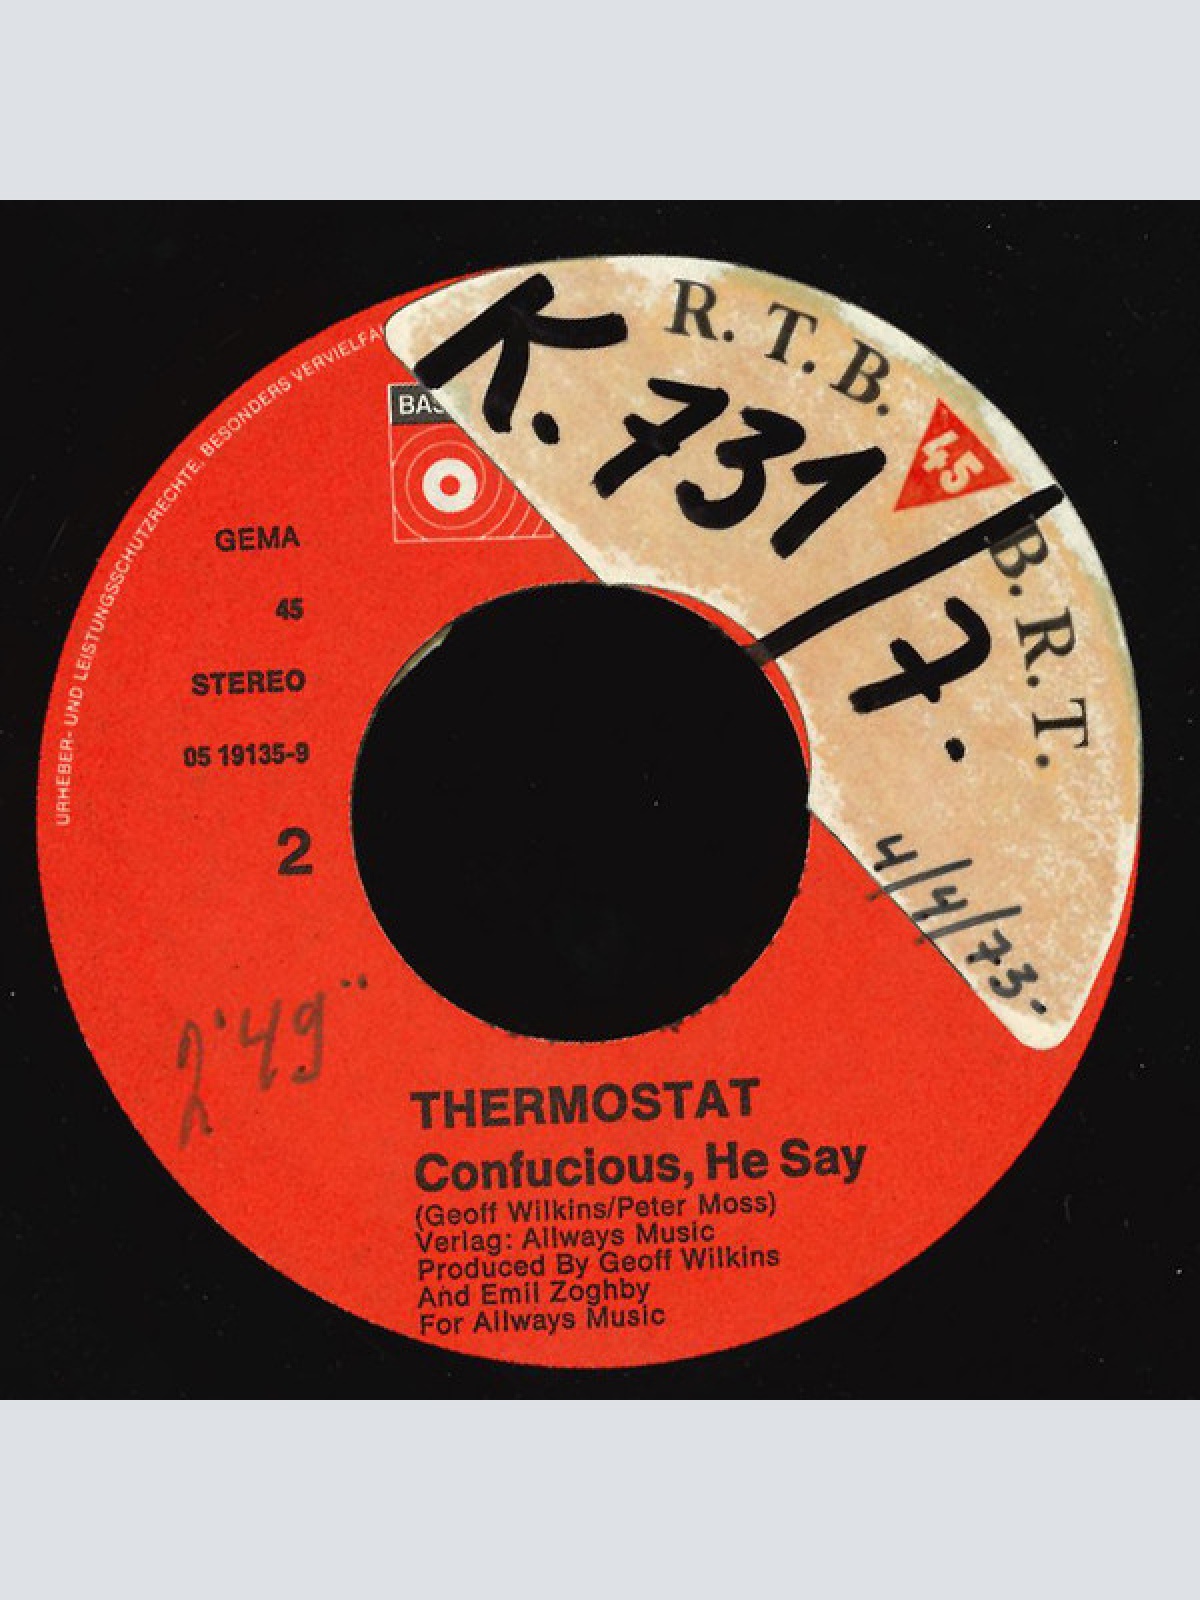 R. T. B.
K. 731/7.
45
B. R. T.
4/4/73.
URHEBER- UND LEISTUNGSSCHUTZRECHTE, BESONDERS VERVIELFÄ
BAS
GEMA
45
STEREO
05 19135-9
2
2'49"
THERMOSTAT
Confucious, He Say
(Geoff Wilkins/Peter Moss)
Verlag: Allways Music
Produced By Geoff Wilkins
And Emil Zoghby
For Allways Music